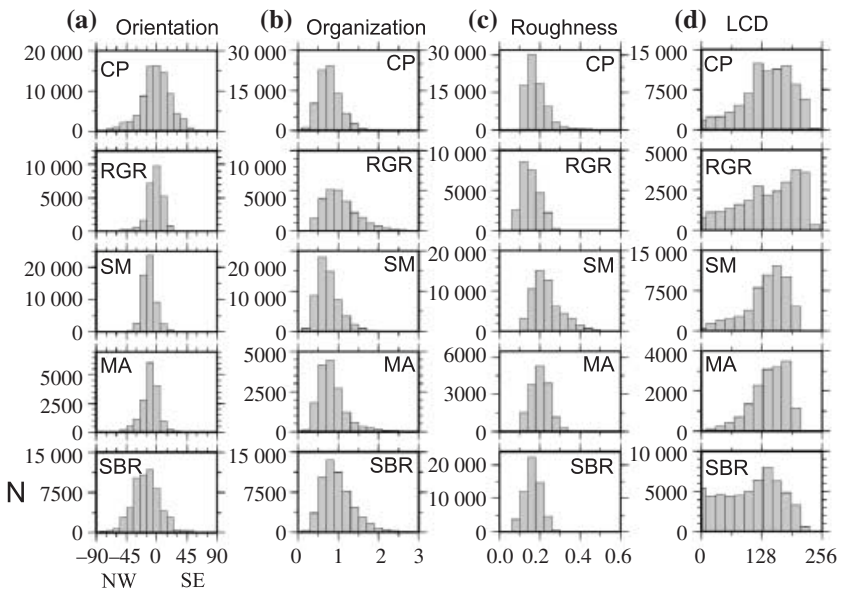 (a) Orientation (b) Organization (c) Roughness (d) LCD
20 000 30 000 30 000 15 000
CP CP CP CP
10 000 15 000 15 000 7500
0 0 0 0
10 000 10 000 10 000 5000
RGR RGR RGR RGR
5000 5000 5000 2500
0 0 0 0
20 000 20 000 20 000 15 000
SM SM SM SM
10 000 10 000 10 000 7500
0 0 0 0
5000 5000 6000 4000
MA MA MA MA
2500 2500 3000 2000
0 0 0 0
15 000 15 000 20 000 10 000
SBR SBR SBR SBR
N 7500 7500 10 000 5000
0 0 0 0
–90 –45 0 45 90 0 1 2 3 0.0 0.2 0.4 0.6 0 128 256
NW SE